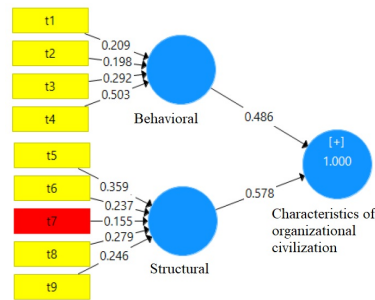 t1
0.209
t2
0.198
t3
0.292
t4
0.503
Behavioral
0.486
[+]
1.000
t5
0.359
t6
0.237
t7
0.155
t8
0.279
t9
0.246
Structural
0.578
Characteristics of
organizational
civilization